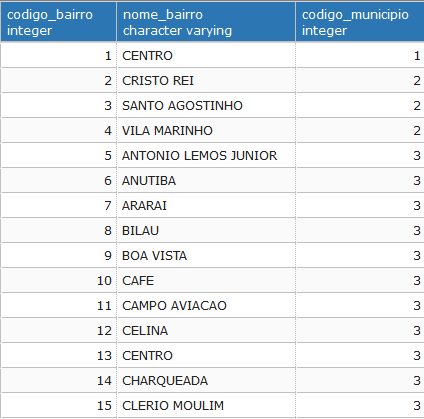 codigo_bairro nome_bairro codigo_municipio
integer character varying integer
1 CENTRO 1
2 CRISTO REI 2
3 SANTO AGOSTINHO 2
4 VILA MARINHO 2
5 ANTONIO LEMOS JUNIOR 3
6 ANUTIBA 3
7 ARARAI 3
8 BILAU 3
9 BOA VISTA 3
10 CAFE 3
11 CAMPO AVIACAO 3
12 CELINA 3
13 CENTRO 3
14 CHARQUEADA 3
15 CLERIO MOULIM 3